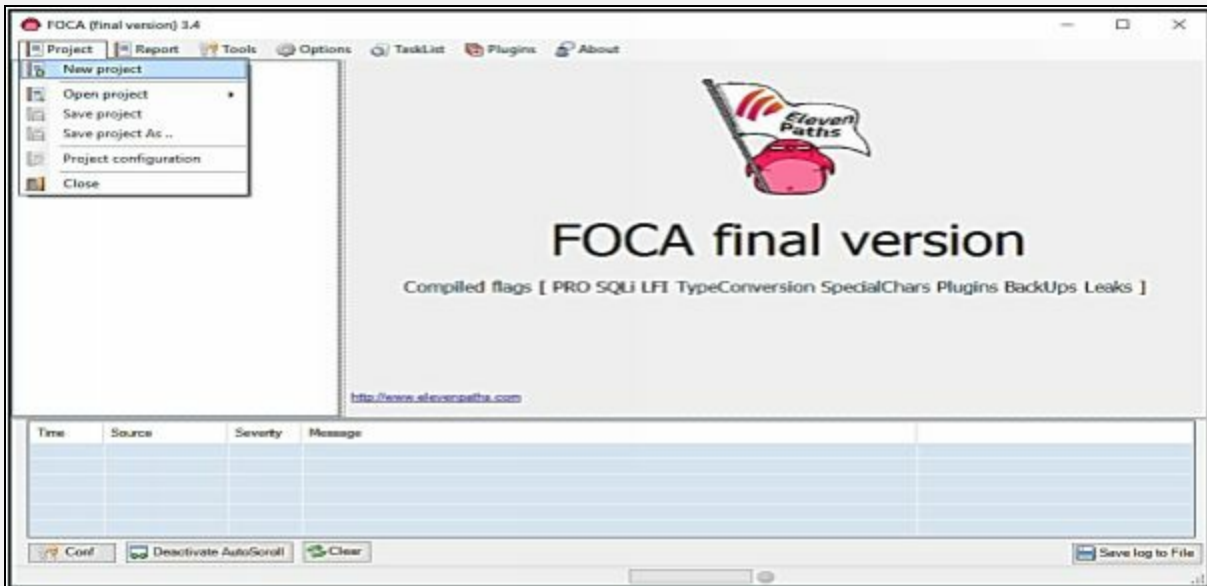 FOCA (final version) 3.4
Project Report Tools Options TaskList Plugins About
New project
Open project
Save project
Save project As ..
Project configuration
Close
Eleven
Paths
FOCA final version
Compiled flags [ PRO SQLi LFI TypeConversion SpecialChars Plugins BackUps Leaks ]
http://www.elevenpaths.com
Time Source Severity Message
Conf Deactivate AutoScroll Clear Save log to File